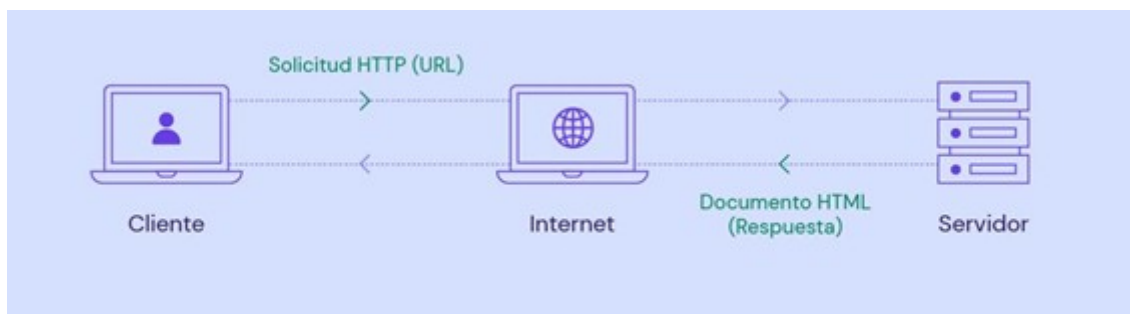 Solicitud HTTP (URL)
Cliente
Internet
Documento HTML
(Respuesta)
Servidor